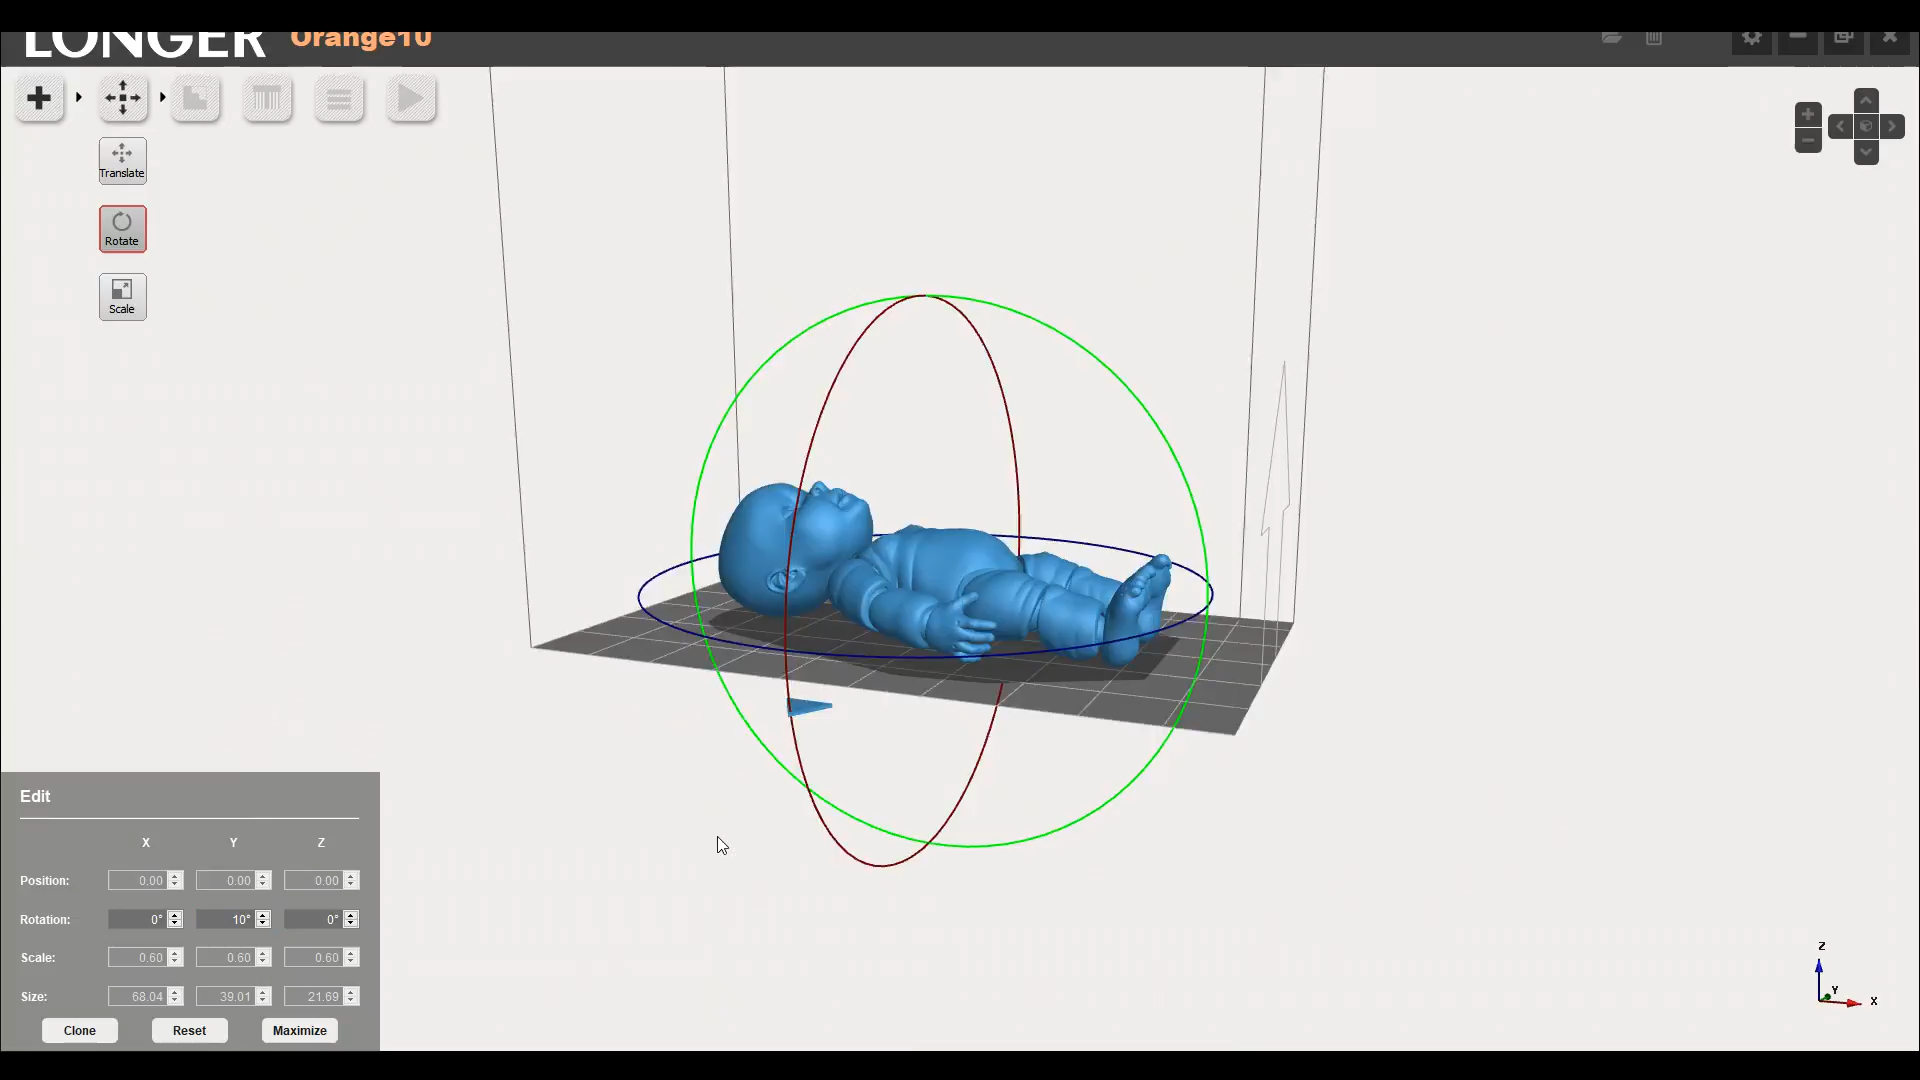 LONGER Orange10
Translate
Rotate
Scale
Edit
X Y Z
Position: 0.00 0.00 0.00
Rotation: 0° 10° 0°
Scale: 0.60 0.60 0.60
Size: 68.04 39.01 21.69
Clone Reset Maximize
Z
Y
X